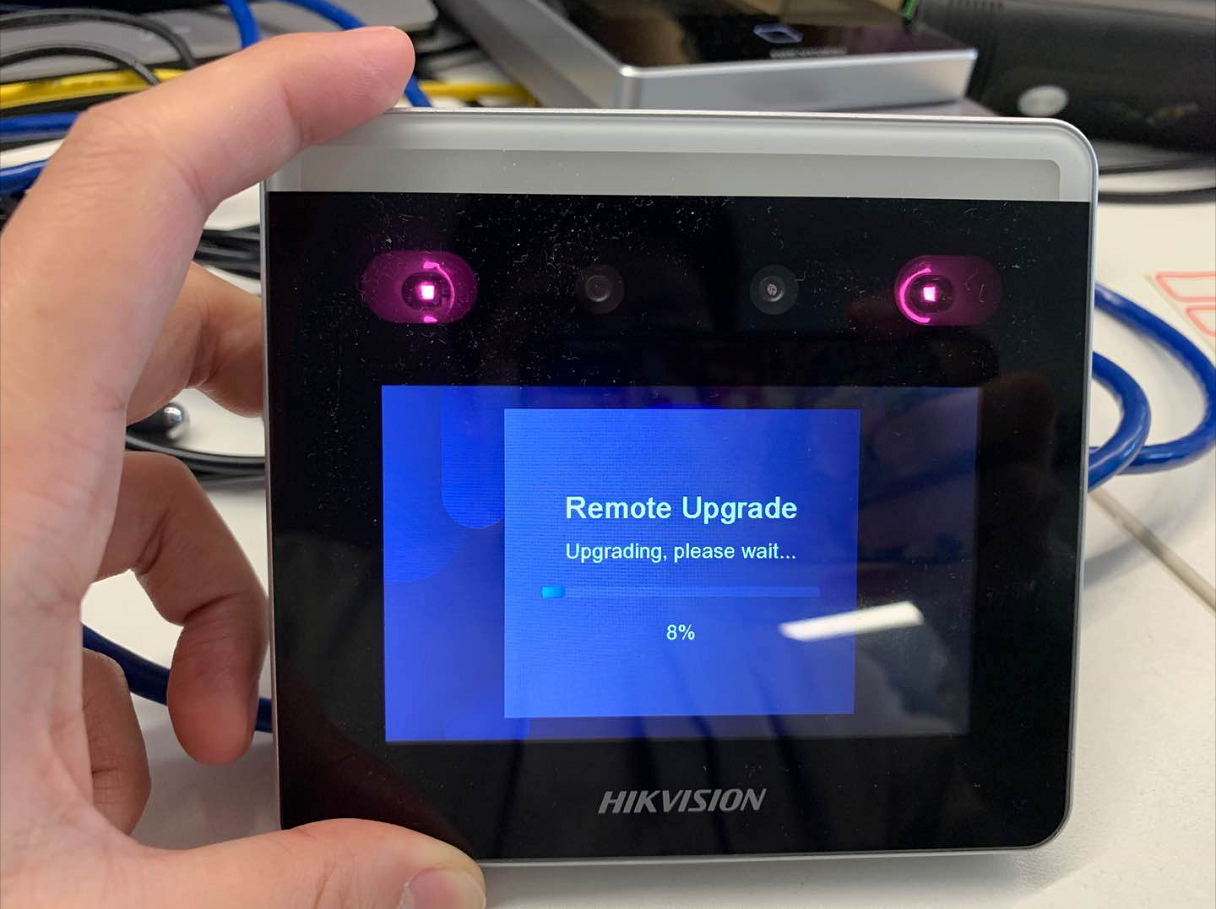 Remote Upgrade
Upgrading, please wait...
8%
HIKVISION